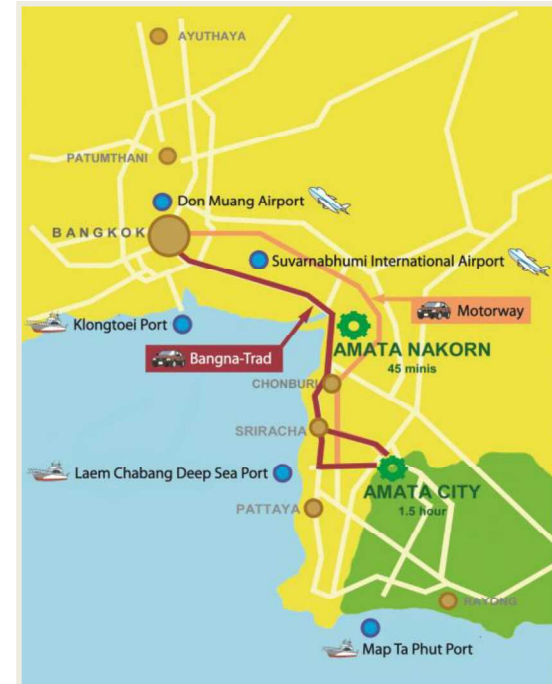 AYUTHAYA
PATUMTHANI
Don Muang Airport
BANGKOK
Suvarnabhumi International Airport
Motorway
Klongtoei Port
Bangna-Trad
AMATA NAKORN
45 minis
CHONBURI
SRIRACHA
Laem Chabang Deep Sea Port
AMATA CITY
1.5 hour
PATTAYA
RAYONG
Map Ta Phut Port